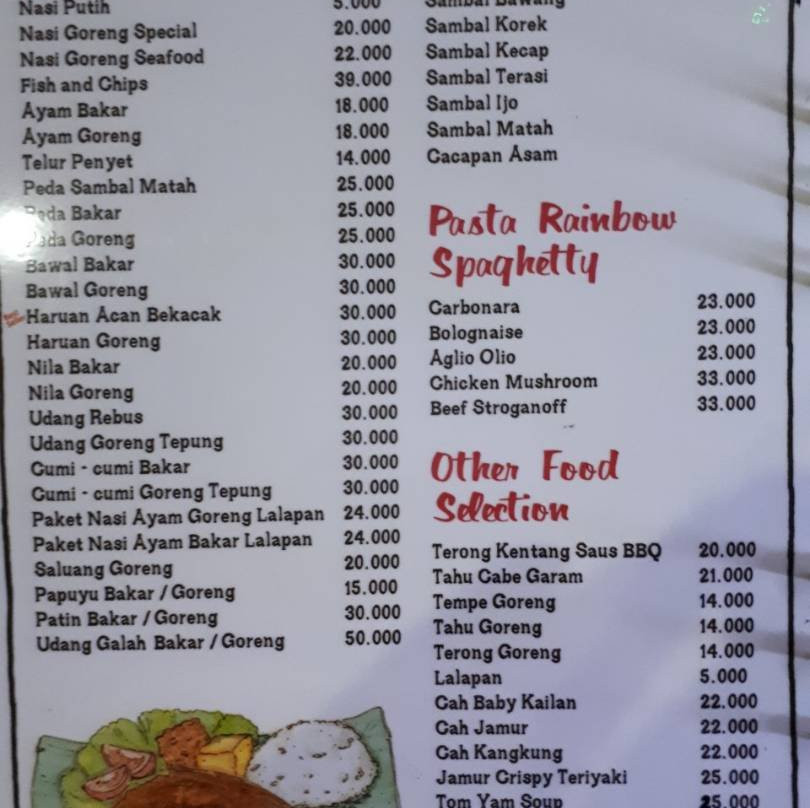 Nasi Putih 5.000
Nasi Goreng Special 20.000
Nasi Goreng Seafood 22.000
Fish and Chips 39.000
Ayam Bakar 18.000
Ayam Goreng 18.000
Telur Penyet 14.000
Peda Sambal Matah 25.000
Peda Bakar 25.000
Peda Goreng 25.000
Bawal Bakar 30.000
Bawal Goreng 30.000
Haruan Acan Bekacak 30.000
Haruan Goreng 30.000
Nila Bakar 20.000
Nila Goreng 20.000
Udang Rebus 30.000
Udang Goreng Tepung 30.000
Cumi - cumi Bakar 30.000
Cumi - cumi Goreng Tepung 30.000
Paket Nasi Ayam Goreng Lalapan 24.000
Paket Nasi Ayam Bakar Lalapan 24.000
Saluang Goreng 20.000
Papuyu Bakar / Goreng 15.000
Patin Bakar / Goreng 30.000
Udang Galah Bakar / Goreng 50.000
Sambal Bawang
Sambal Korek
Sambal Kecap
Sambal Terasi
Sambal Ijo
Sambal Matah
Cacapan Asam
Pasta Rainbow
Spaghetty
Carbonara 23.000
Bolognaise 23.000
Aglio Olio 23.000
Chicken Mushroom 33.000
Beef Stroganoff 33.000
Other Food
Selection
Terong Kentang Saus BBQ 20.000
Tahu Cabe Garam 21.000
Tempe Goreng 14.000
Tahu Goreng 14.000
Terong Goreng 14.000
Lalapan 5.000
Cah Baby Kailan 22.000
Cah Jamur 22.000
Cah Kangkung 22.000
Jamur Crispy Teriyaki 25.000
Tom Yam Soup 25.000